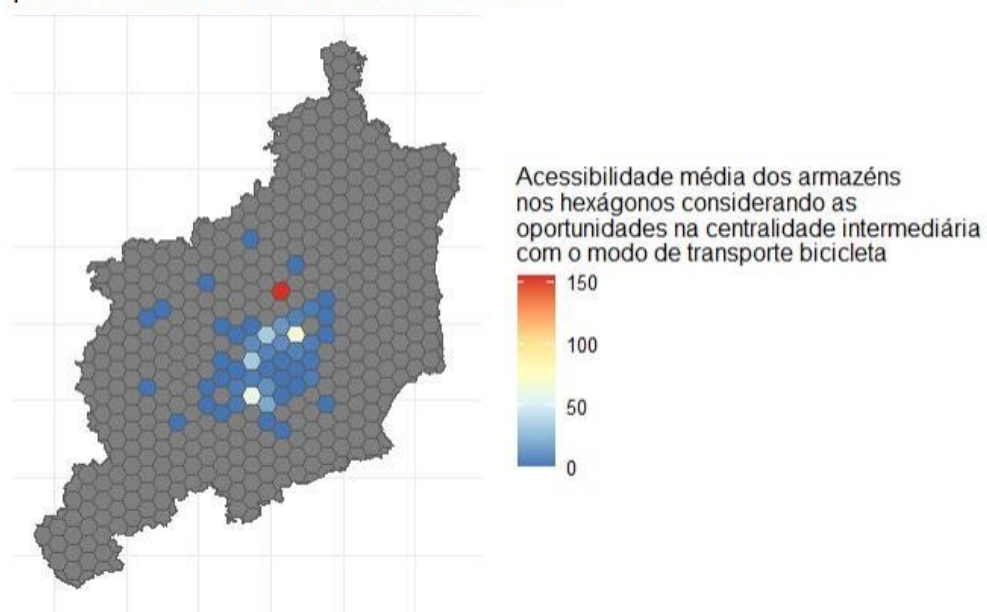 Acessibilidade média dos armazéns
nos hexágonos considerando as
oportunidades na centralidade intermediária
com o modo de transporte bicicleta
150
100
50
0